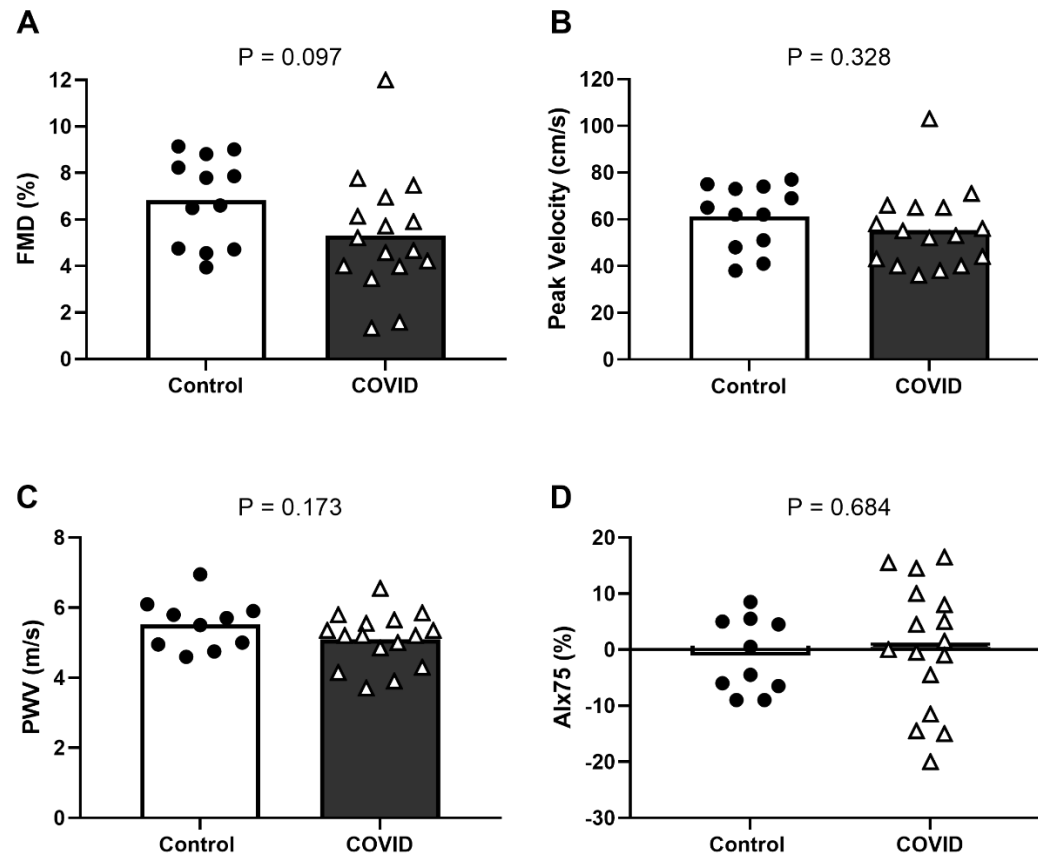 A
P = 0.097
FMD (%)
12
10
8
6
4
2
0
Control
COVID
B
P = 0.328
Peak Velocity (cm/s)
120
100
80
60
40
20
0
Control
COVID
C
P = 0.173
PWV (m/s)
8
6
4
2
0
Control
COVID
D
P = 0.684
AIx75 (%)
20
10
0
-10
-20
-30
Control
COVID